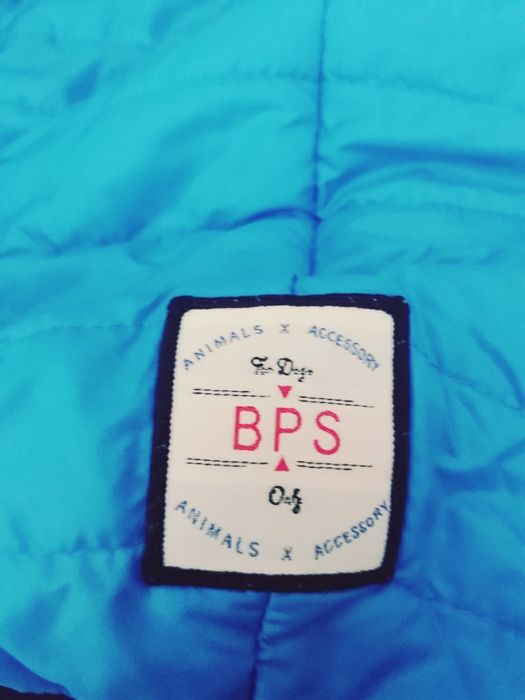 ANIMALS X ACCESSORY
For Dogs
BPS
Only
ANIMALS X ACCESSORY